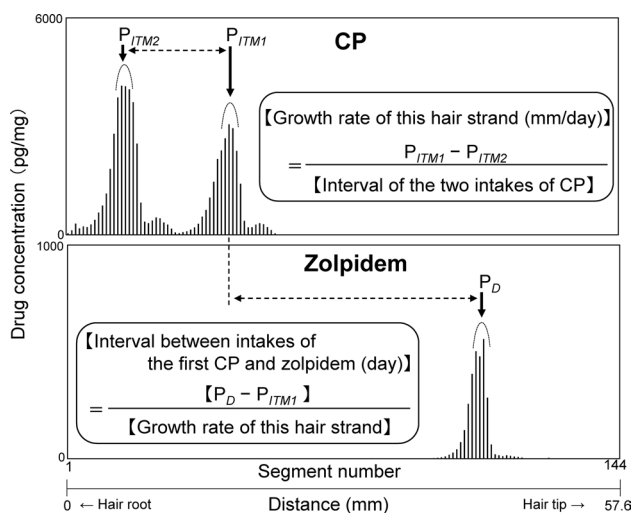 6000
P_ITM2
P_ITM1
CP
【Growth rate of this hair strand (mm/day)】
= P_ITM1 − P_ITM2
【Interval of the two intakes of CP】
0
Drug concentration (pg/mg)
1000
Zolpidem
P_D
【Interval between intakes of
the first CP and zolpidem (day)】
= 【P_D − P_ITM1 】
【Growth rate of this hair strand】
0
1
Segment number
144
0
← Hair root
Distance (mm)
Hair tip →
57.6